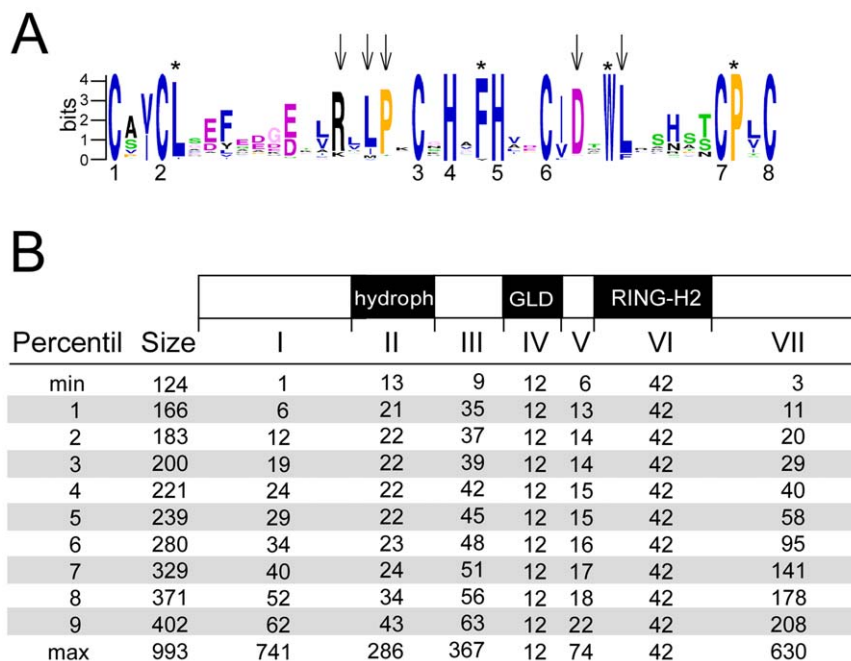 A
* * * *
bits
4
3
2
1
0
C A Y C L E F E L R L P C H F H C I D W L S H S T C P L C
1 2 3 4 5 6 7 8
B
hydroph GLD RING-H2
Percentil Size I II III IV V VI VII
min 124 1 13 9 12 6 42 3
1 166 6 21 35 12 13 42 11
2 183 12 22 37 12 14 42 20
3 200 19 22 39 12 14 42 29
4 221 24 22 42 12 15 42 40
5 239 29 22 45 12 15 42 58
6 280 34 23 48 12 16 42 95
7 329 40 24 51 12 17 42 141
8 371 52 34 56 12 18 42 178
9 402 62 43 63 12 22 42 208
max 993 741 286 367 12 74 42 630